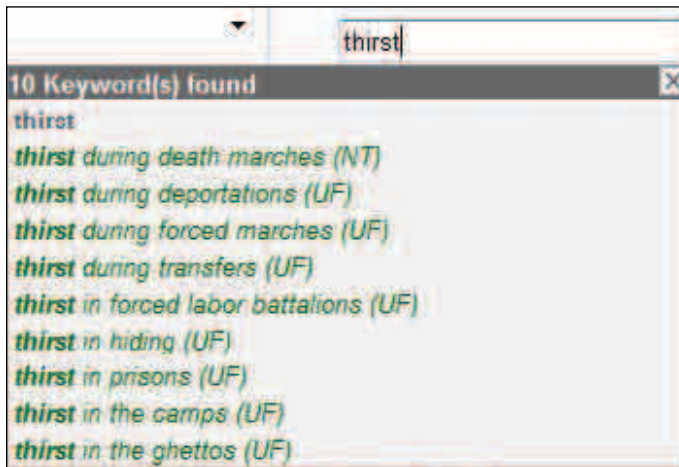 thirst
10 Keyword(s) found
thirst
thirst during death marches (NT)
thirst during deportations (UF)
thirst during forced marches (UF)
thirst during transfers (UF)
thirst in forced labor battalions (UF)
thirst in hiding (UF)
thirst in prisons (UF)
thirst in the camps (UF)
thirst in the ghettos (UF)